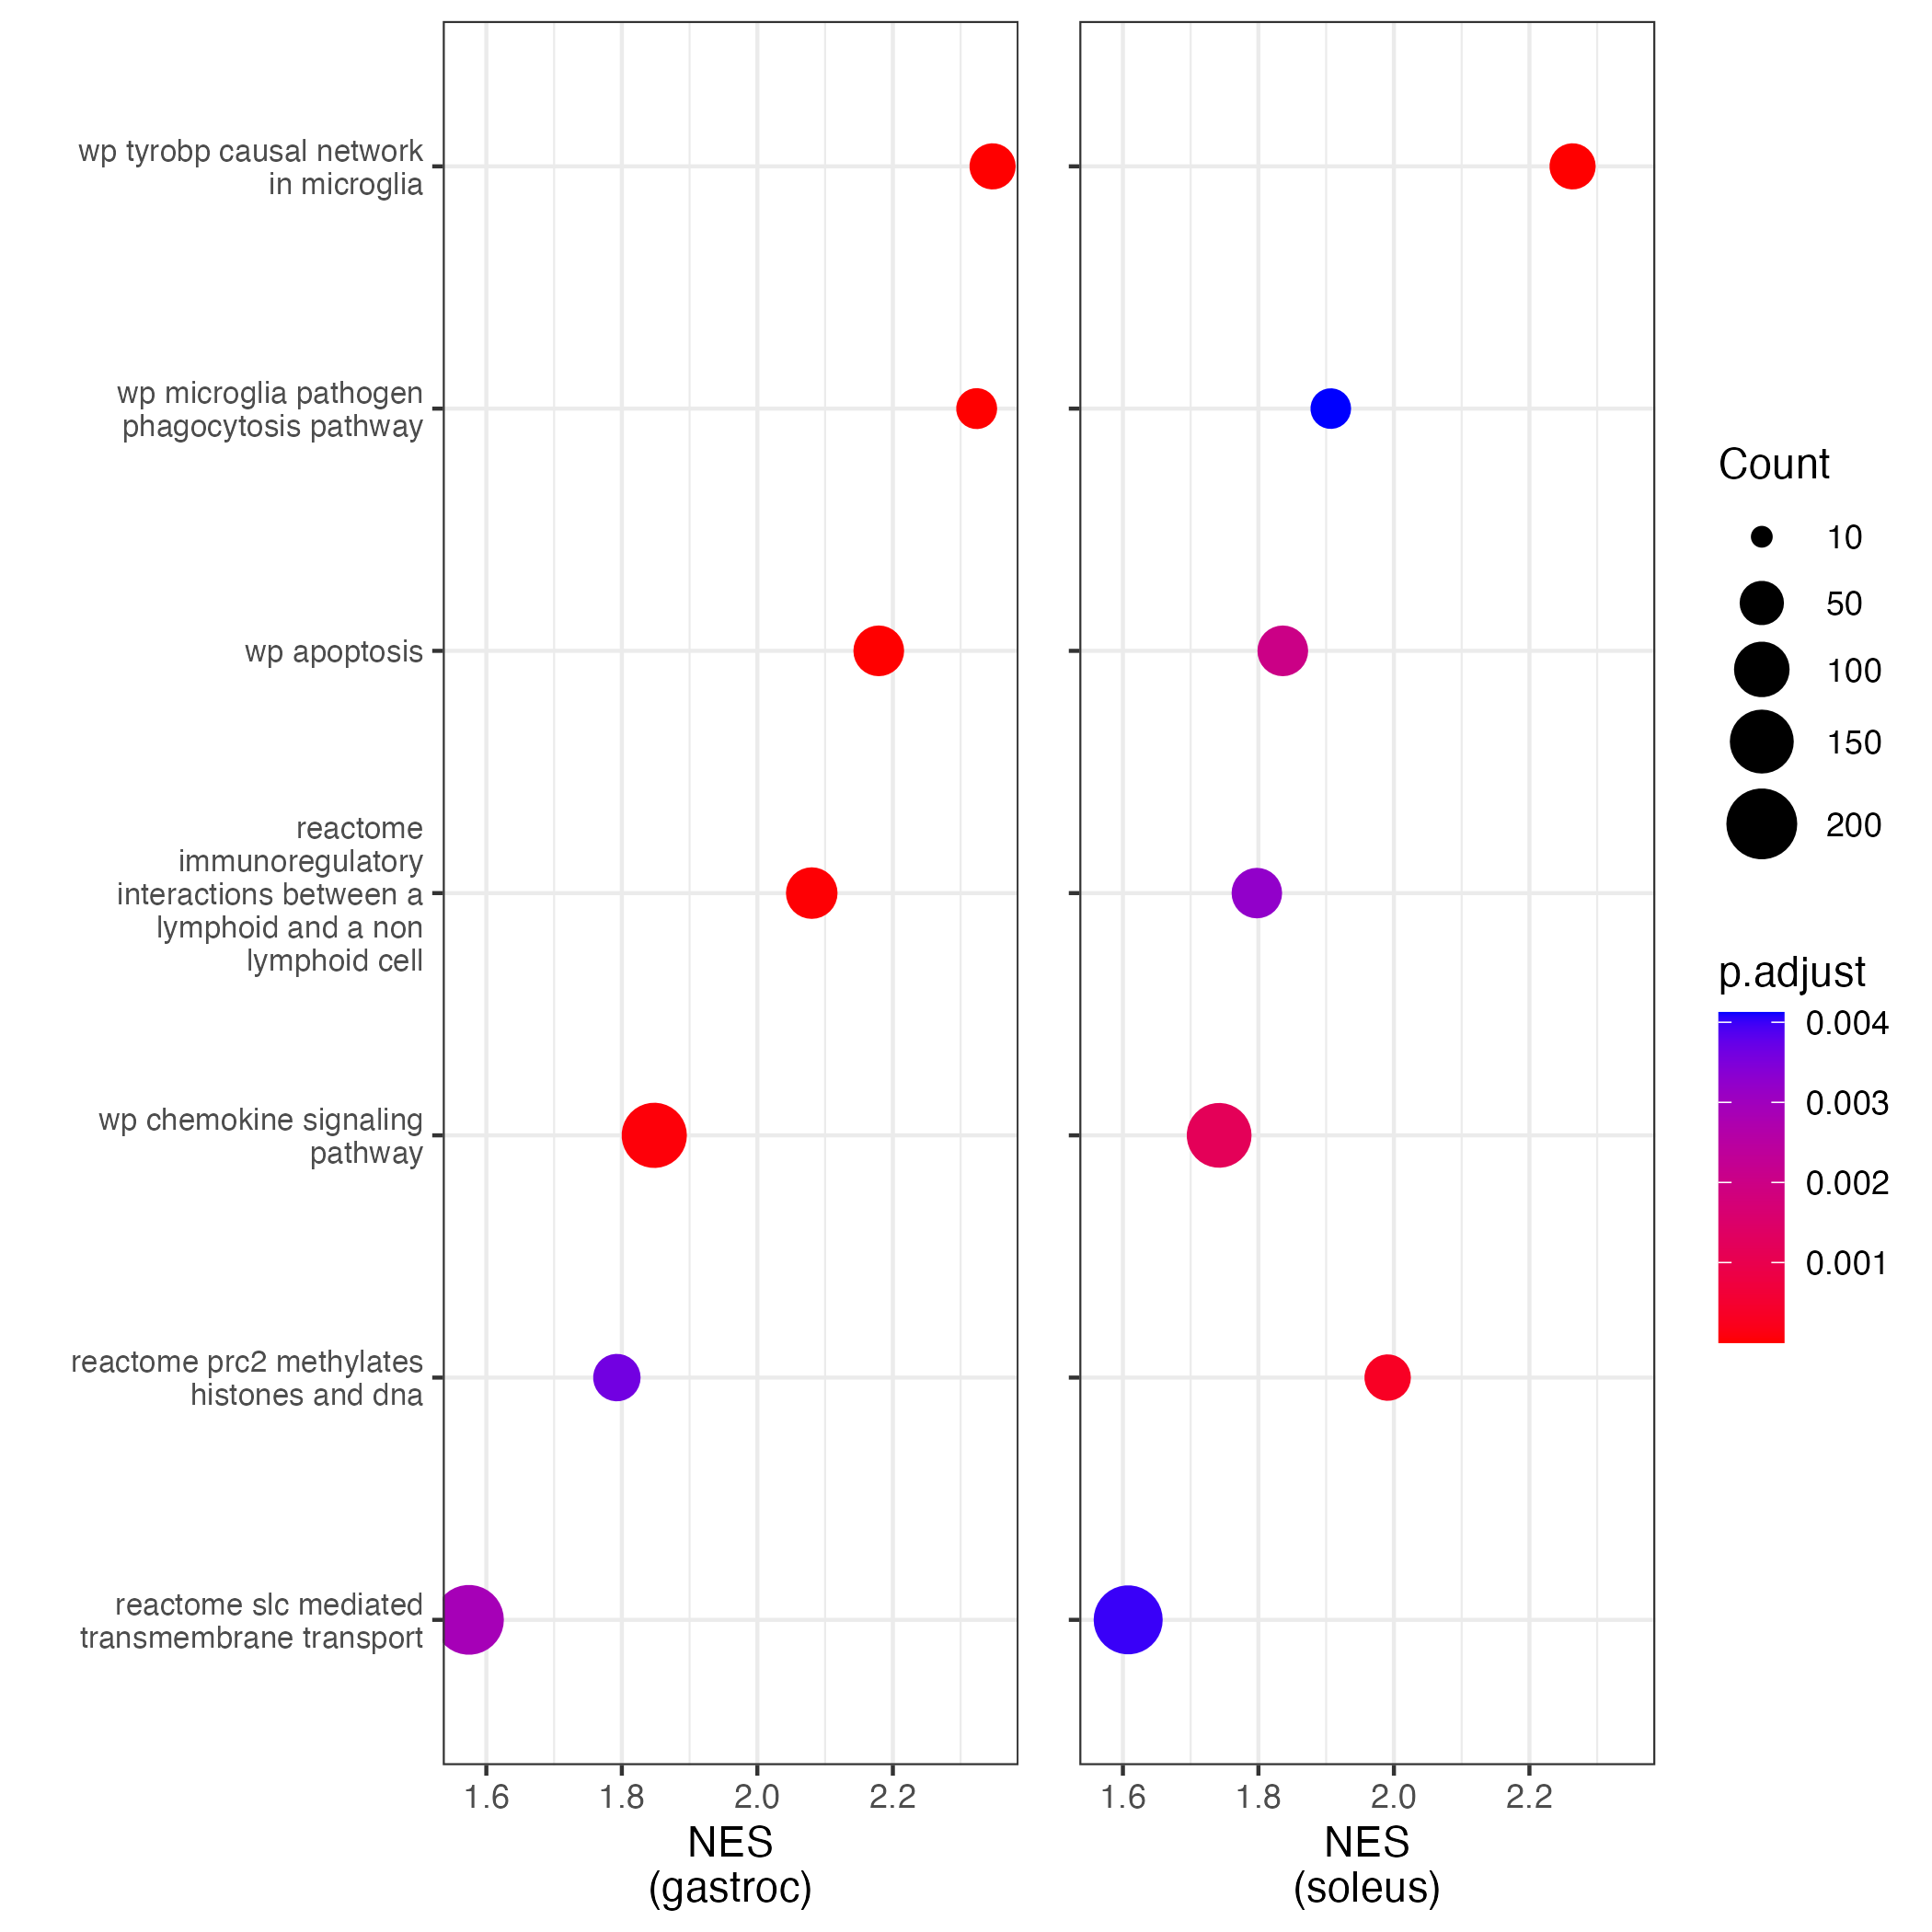 wp tyrobp causal network
in microglia
wp microglia pathogen
phagocytosis pathway
wp apoptosis
reactome
immunoregulatory
interactions between a
lymphoid and a non
lymphoid cell
wp chemokine signaling
pathway
reactome prc2 methylates
histones and dna
reactome slc mediated
transmembrane transport
1.6 1.8 2.0 2.2
NES
(gastroc)
1.6 1.8 2.0 2.2
NES
(soleus)
Count
10
50
100
150
200
p.adjust
0.004
0.003
0.002
0.001